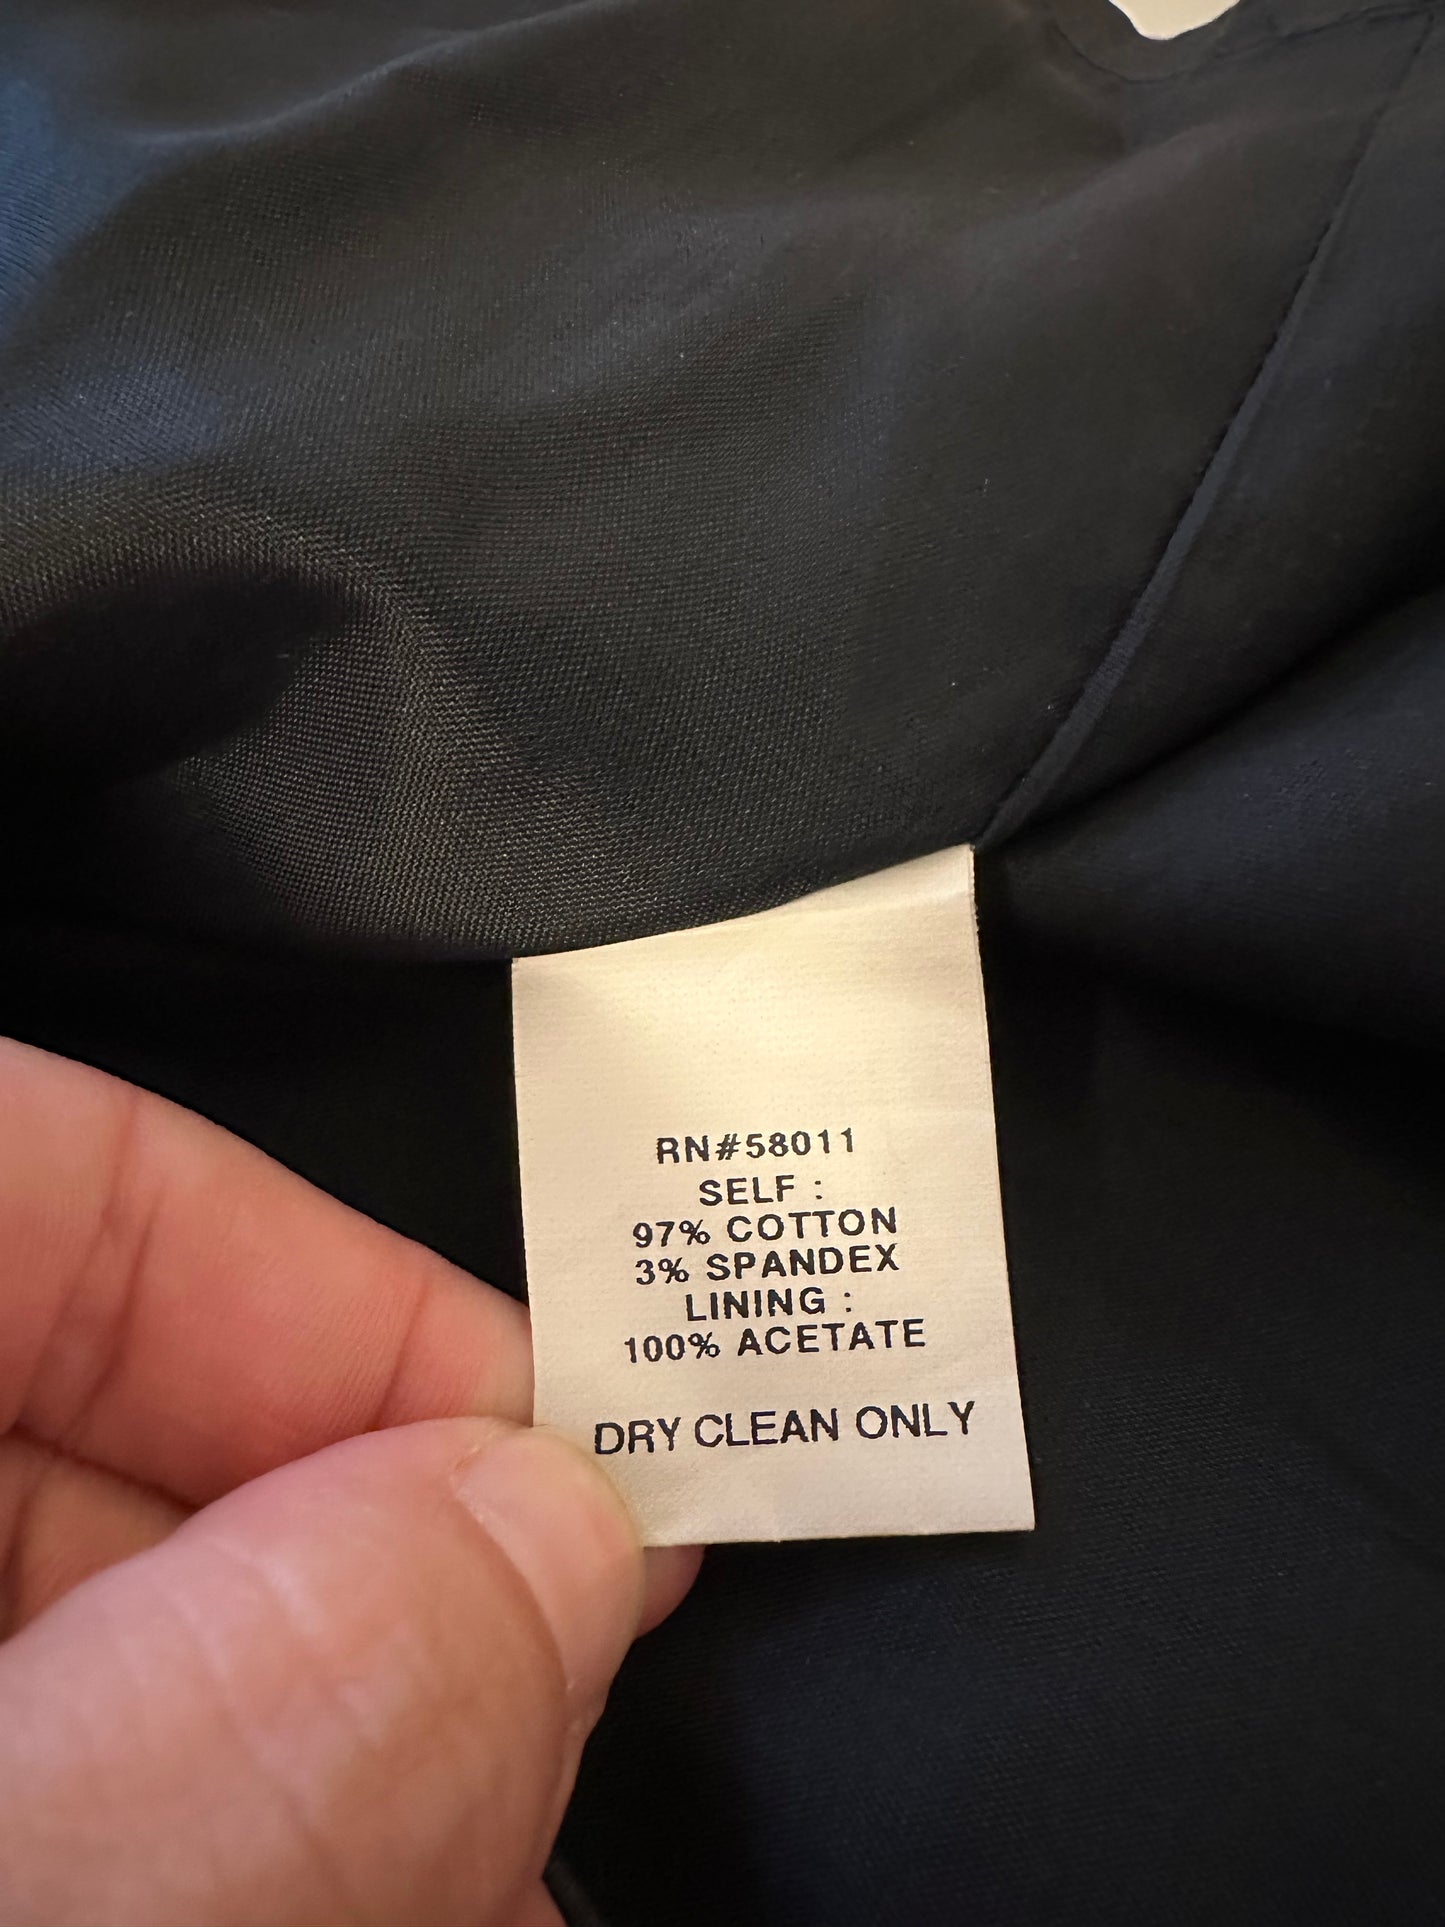 RN#58011
SELF :
97% COTTON
3% SPANDEX
LINING :
100% ACETATE
DRY CLEAN ONLY